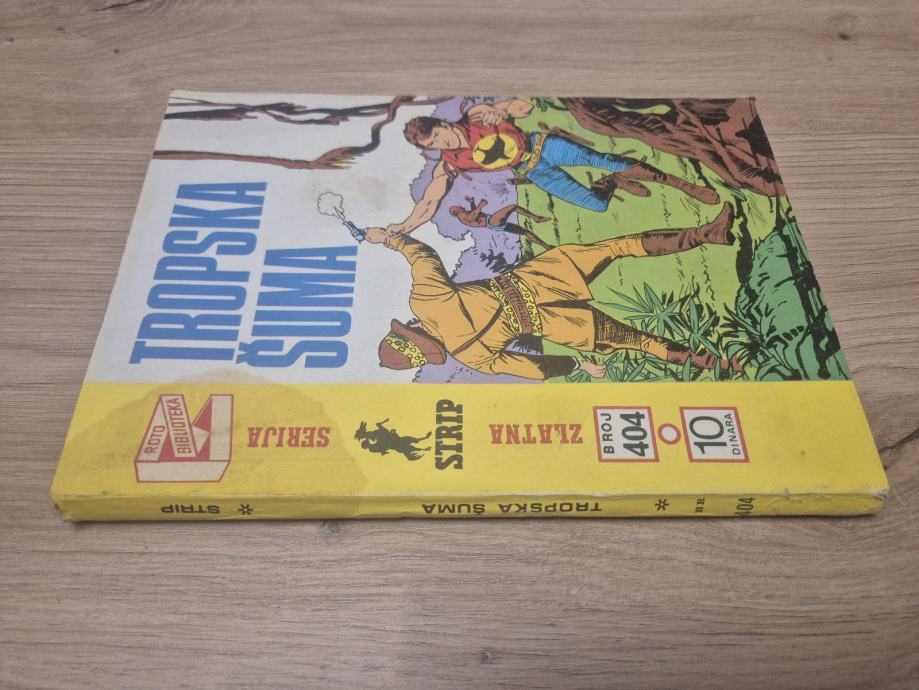 TROPSKA
ŠUMA
ROTO
BIBLIOTEKA
ZLATNA
STRIP
SERIJA
BROJ
404
10
DINARA
STRIP * TROPSKA ŠUMA * BR 404